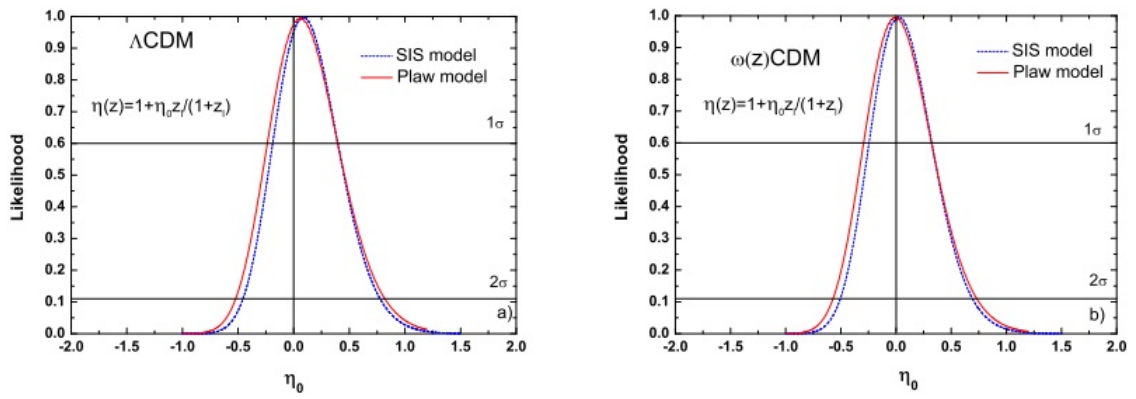 ΛCDM
SIS model
Plaw model
η(z)=1+η₀zₗ/(1+zₗ)
1σ
2σ
a)
Likelihood
1.0
0.9
0.8
0.7
0.6
0.5
0.4
0.3
0.2
0.1
0.0
-2.0 -1.5 -1.0 -0.5 0.0 0.5 1.0 1.5 2.0
η₀
ω(z)CDM
SIS model
Plaw model
η(z)=1+η₀zₗ/(1+zₗ)
1σ
2σ
b)
Likelihood
1.0
0.9
0.8
0.7
0.6
0.5
0.4
0.3
0.2
0.1
0.0
-2.0 -1.5 -1.0 -0.5 0.0 0.5 1.0 1.5 2.0
η₀